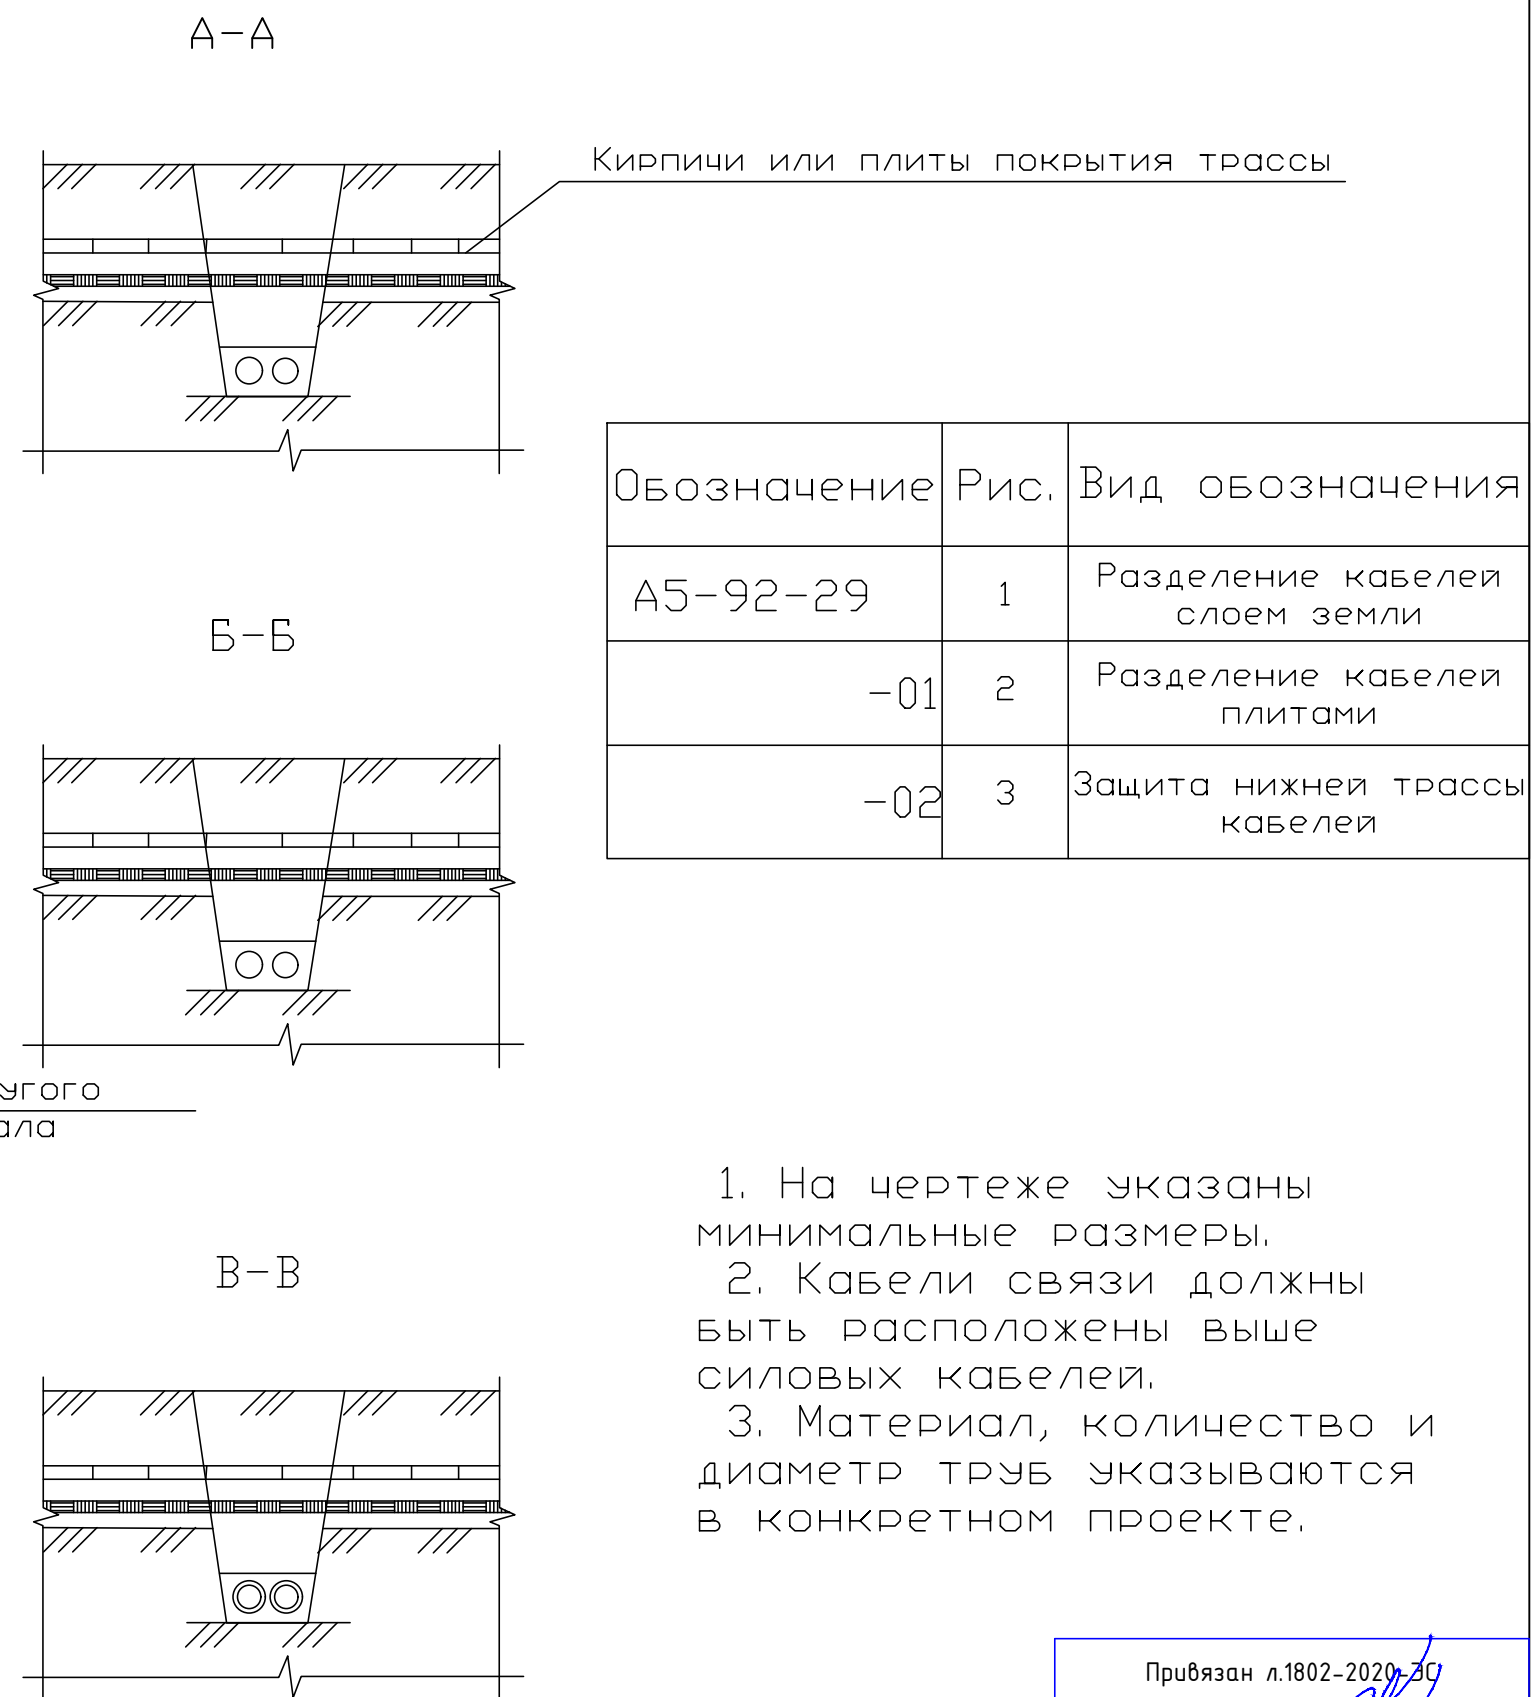 А-А
Кирпичи или плиты покрытия трассы
Обозначение Рис. Вид обозначения
А5-92-29 1 Разделение кабелей
слоем земли
-01 2 Разделение кабелей
плитами
-02 3 Защита нижней трассы
кабелей
Б-Б
угого
ала
В-В
1. На чертеже указаны
минимальные размеры.
2. Кабели связи должны
быть расположены выше
силовых кабелей.
3. Материал, количество и
диаметр труб указываются
в конкретном проекте.
Привязан л.1802-2020-ЭС